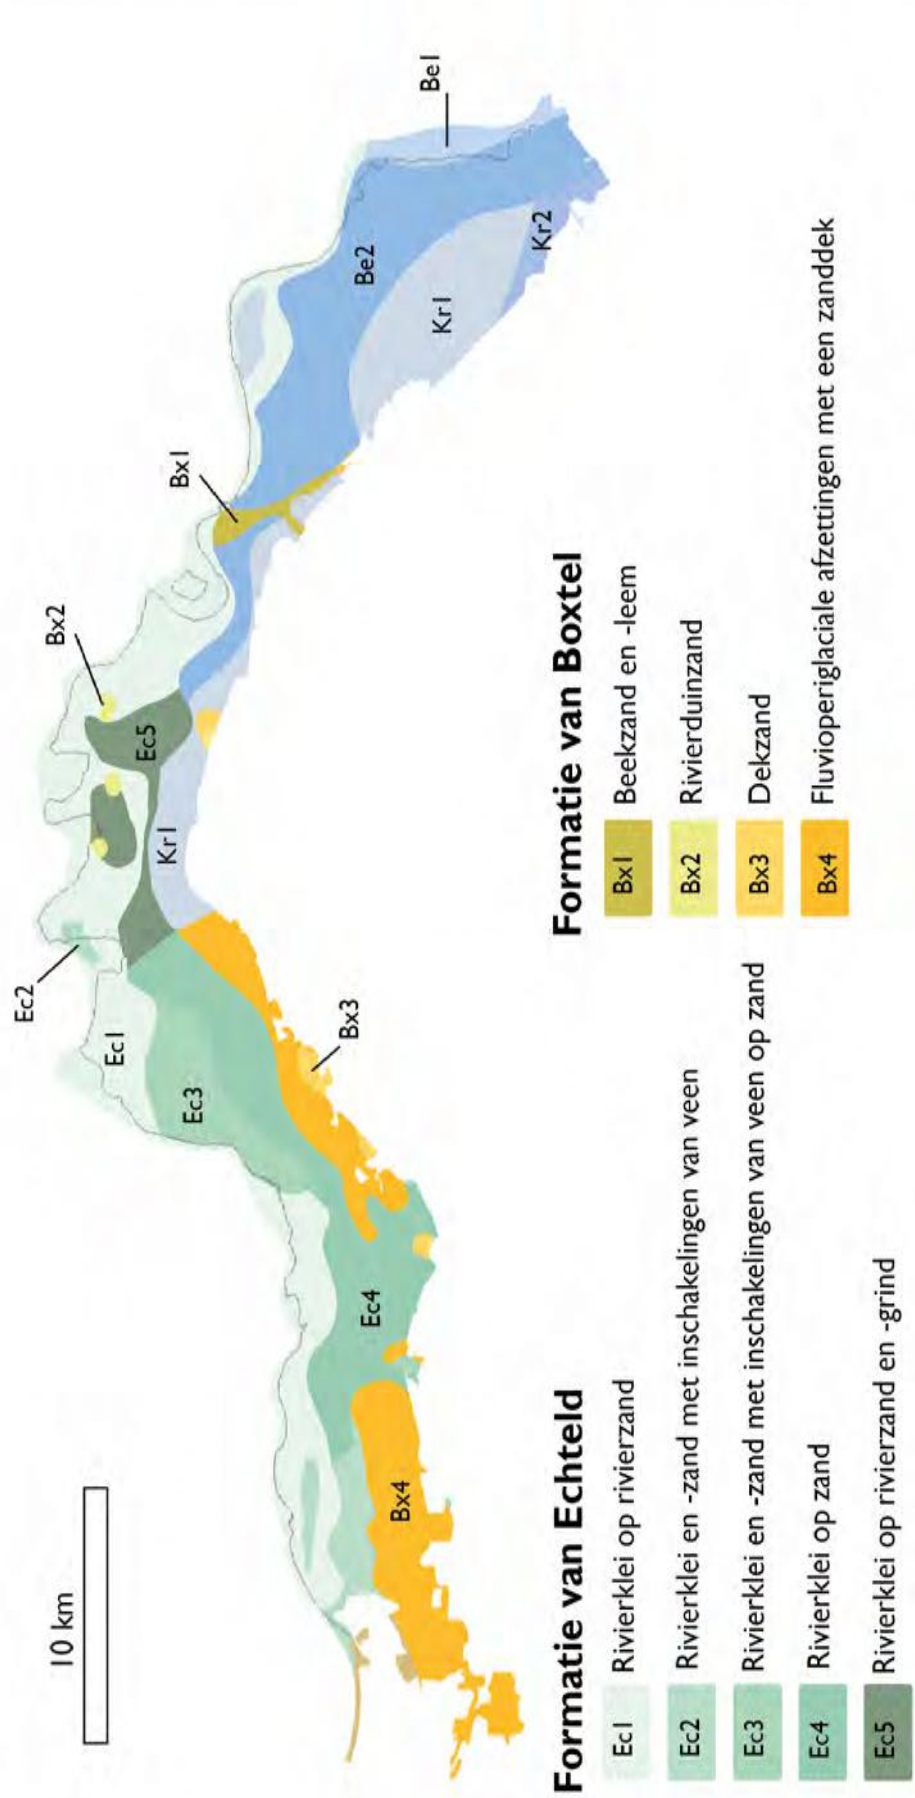 10 km
Ec2
Ec1
Ec3
Ec4
Bx4
Bx3
Bx2
Ec5
Kr1
Bx1
Be2
Kr1
Kr2
Be1
Formatie van Echteld
Ec1 Rivierklei op rivierzand
Ec2 Rivierklei en -zand met inschakelingen van veen
Ec3 Rivierklei en -zand met inschakelingen van veen op zand
Ec4 Rivierklei op zand
Ec5 Rivierklei op rivierzand en -grind
Formatie van Boxtel
Bx1 Beekzand en -leem
Bx2 Rivierduinzand
Bx3 Dekzand
Bx4 Fluvioperiglaciale afzettingen met een zanddek